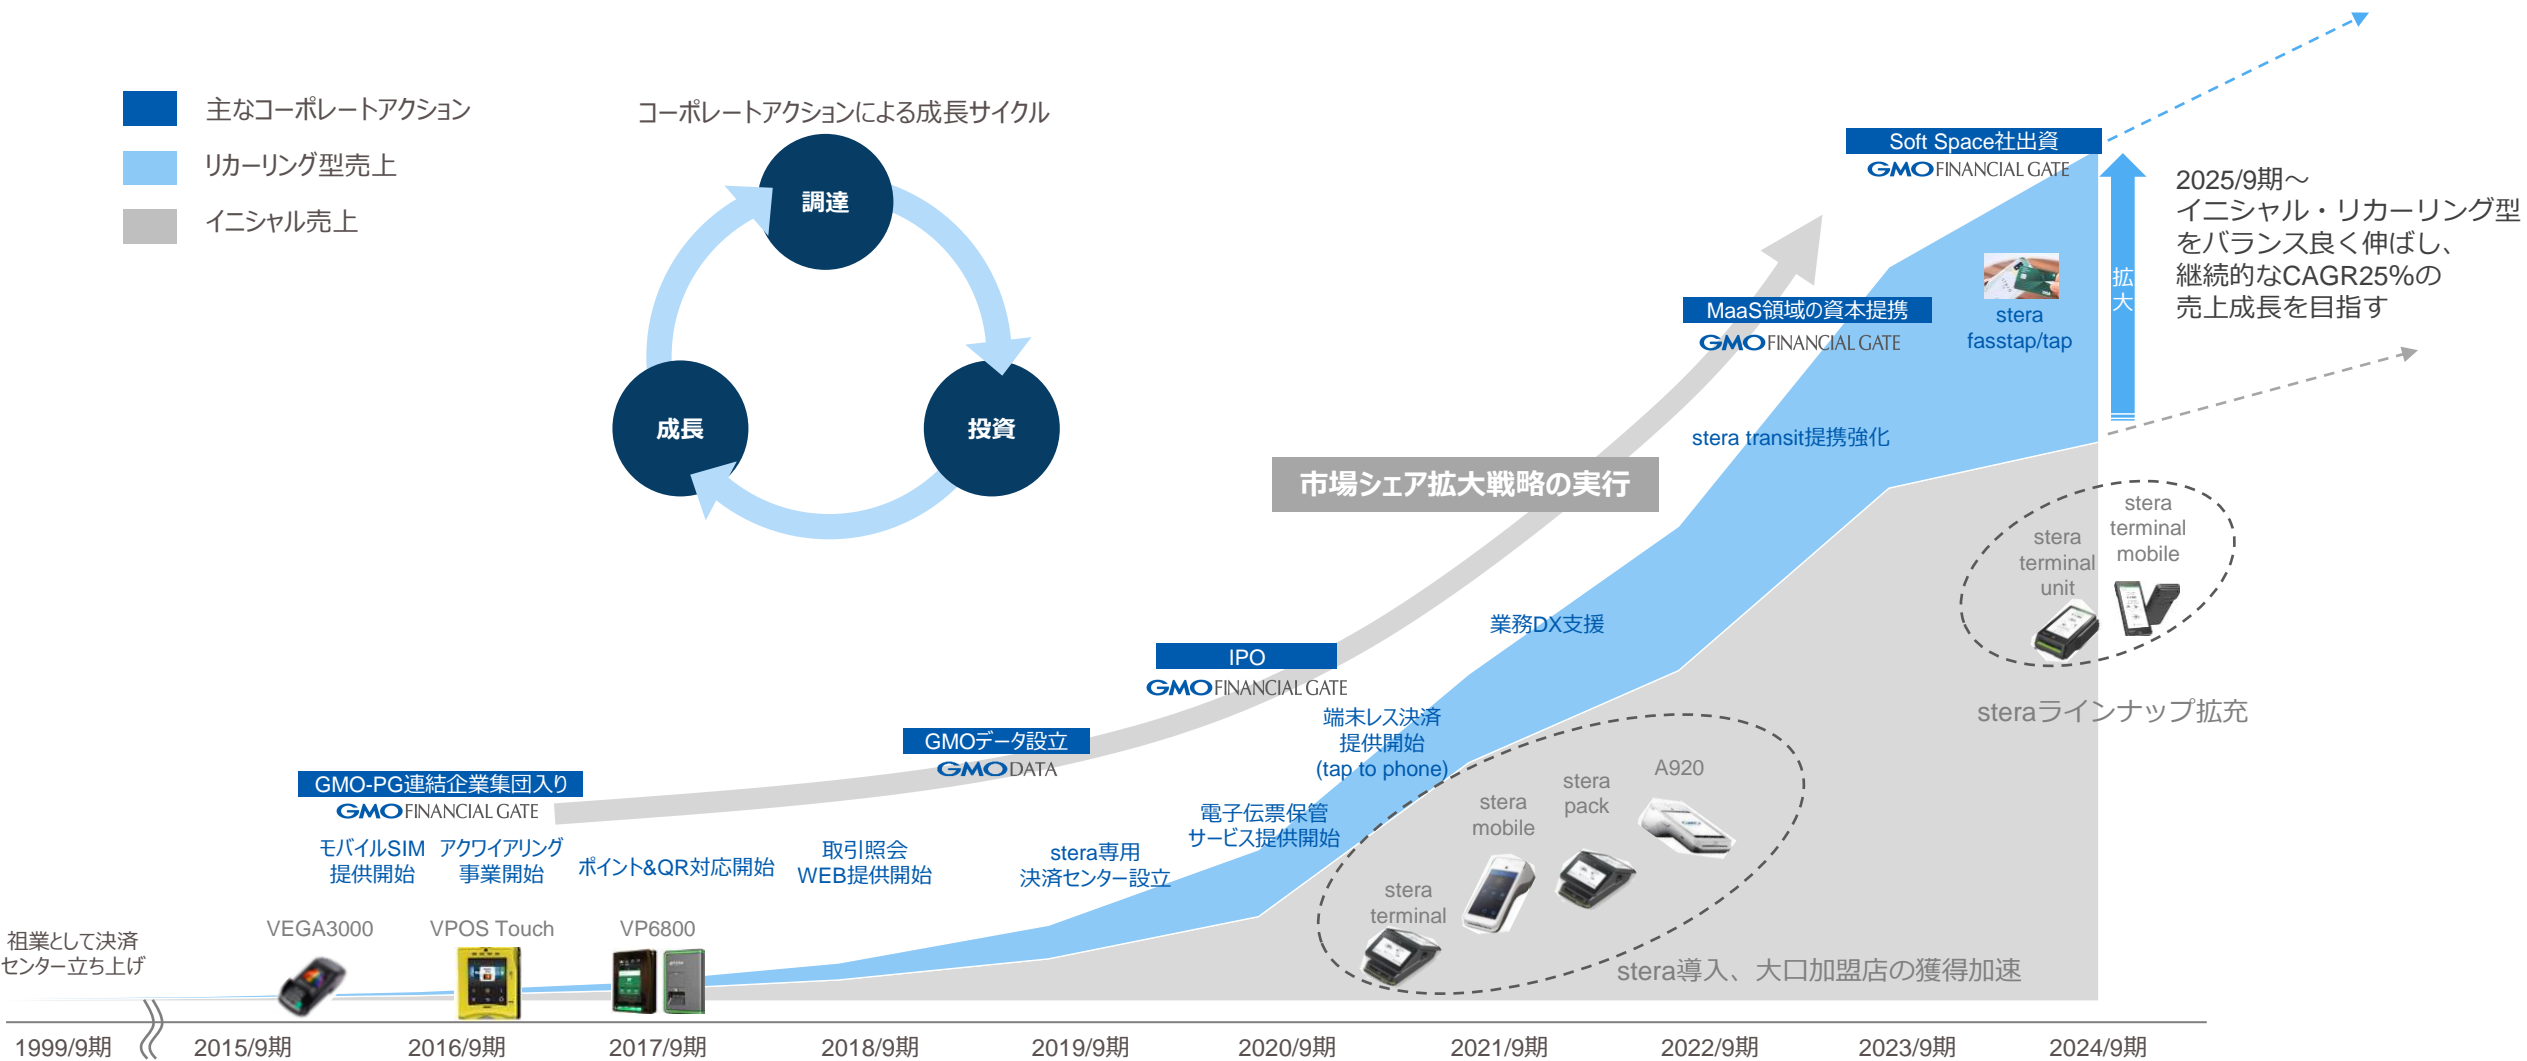 主なコーポレートアクション
リカーリング型売上
イニシャル売上
コーポレートアクションによる成長サイクル
調達
投資
成長
Soft Space社出資
GMO FINANCIAL GATE
2025/9期～
イニシャル・リカーリング型
をバランス良く伸ばし、
継続的なCAGR25%の
売上成長を目指す
拡大
stera
fasstap/tap
MaaS領域の資本提携
GMO FINANCIAL GATE
stera transit提携強化
市場シェア拡大戦略の実行
stera
terminal
mobile
stera
terminal
unit
steraラインナップ拡充
業務DX支援
IPO
GMO FINANCIAL GATE
端末レス決済
提供開始
(tap to phone)
GMOデータ設立
GMO DATA
GMO-PG連結企業集団入り
GMO FINANCIAL GATE
モバイルSIM
提供開始
アクワイアリング
事業開始
ポイント&QR対応開始
取引照会
WEB提供開始
stera専用
決済センター設立
電子伝票保管
サービス提供開始
stera
terminal
stera
mobile
stera
pack
A920
stera導入、大口加盟店の獲得加速
祖業として決済
センター立ち上げ
VEGA3000
VPOS Touch
VP6800
1999/9期
2015/9期
2016/9期
2017/9期
2018/9期
2019/9期
2020/9期
2021/9期
2022/9期
2023/9期
2024/9期